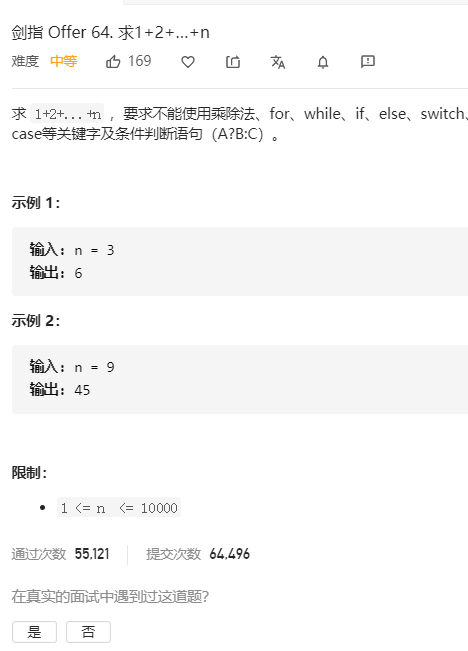 剑指 Offer 64. 求1+2+...+n
难度 中等 169
求 1+2+...+n ，要求不能使用乘除法、for、while、if、else、switch、
case等关键字及条件判断语句（A?B:C）。
示例 1：
输入：n = 3
输出：6
示例 2：
输入：n = 9
输出：45
限制：
• 1 <= n <= 10000
通过次数 55,121 提交次数 64,496
在真实的面试中遇到过这道题?
是 否